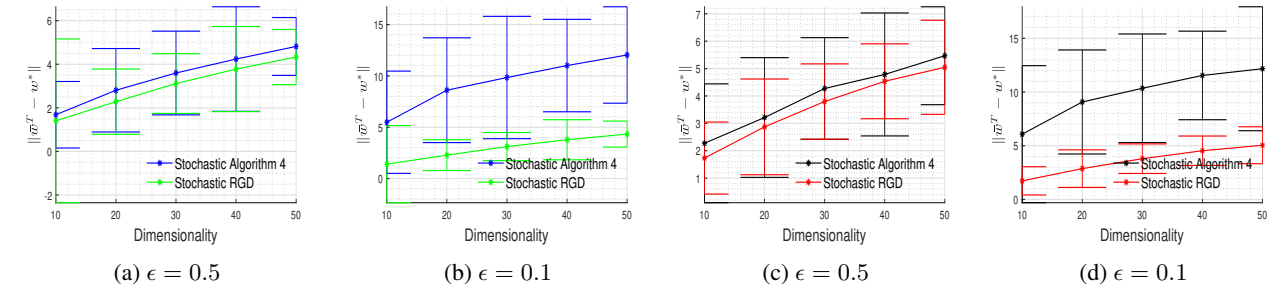 6
4
2
0
-2
‖w̄ᵀ − w*‖
Stochastic Algorithm 4
Stochastic RGD
10 20 30 40 50
Dimensionality
(a) ϵ = 0.5
15
10
5
0
‖w̄ᵀ − w*‖
Stochastic Algorithm 4
Stochastic RGD
10 20 30 40 50
Dimensionality
(b) ϵ = 0.1
7
6
5
4
3
2
1
‖w̄ᵀ − w*‖
Stochastic Algorithm 4
Stochastic RGD
10 20 30 40 50
Dimensionality
(c) ϵ = 0.5
15
10
5
0
‖w̄ᵀ − w*‖
Stochastic Algorithm 4
Stochastic RGD
10 20 30 40 50
Dimensionality
(d) ϵ = 0.1